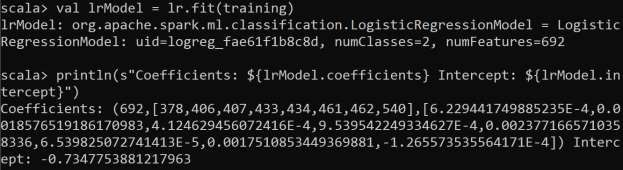 scala> val lrModel = lr.fit(training)
lrModel: org.apache.spark.ml.classification.LogisticRegressionModel = Logistic
RegressionModel: uid=logreg_fae61f1b8c8d, numClasses=2, numFeatures=692
scala> println(s"Coefficients: ${lrModel.coefficients} Intercept: ${lrModel.in
tercept}")
Coefficients: (692,[378,406,407,433,434,461,462,540],[6.229441749885235E-4,0.0
018576519186170983,4.124629456072416E-4,9.539542249334627E-4,0.002377166571035
8336,6.539825072741413E-5,0.0017510853449369881,-1.265573535564171E-4]) Interc
ept: -0.7347753881217963